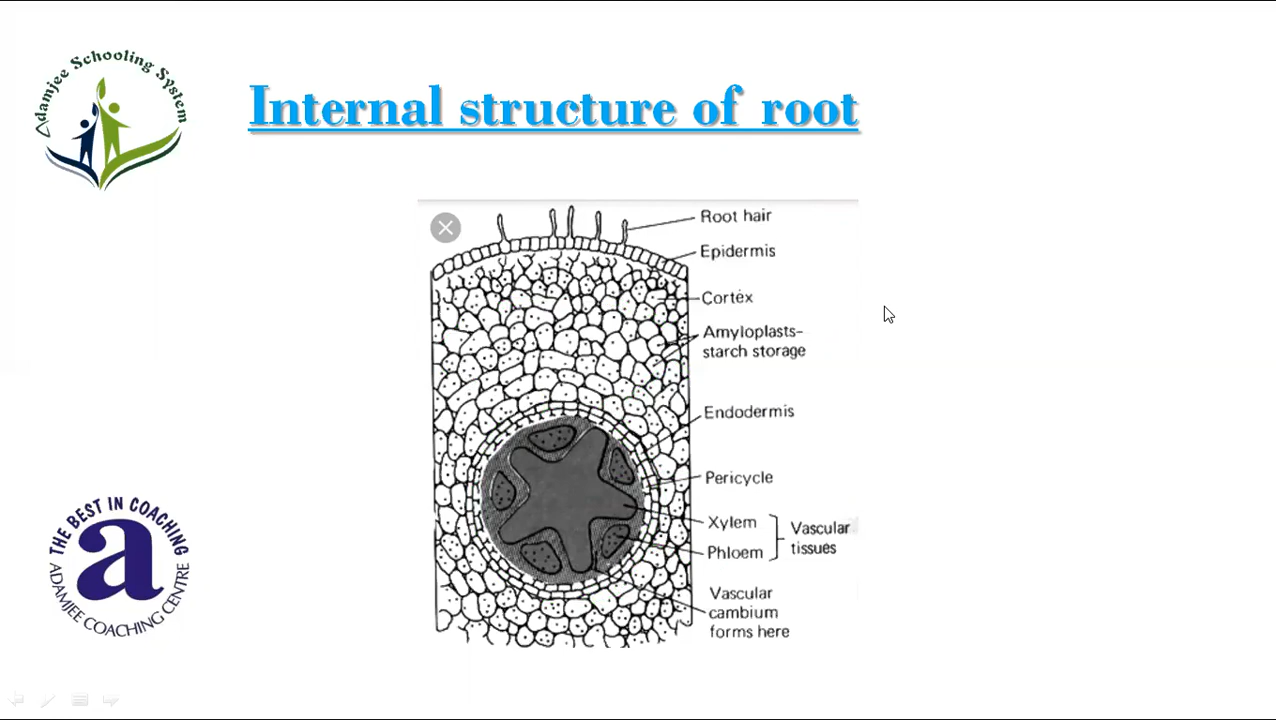 Adamjee Schooling System
Internal structure of root
Root hair
Epidermis
Cortex
Amyloplasts-
starch storage
Endodermis
Pericycle
Xylem
Phloem
Vascular
tissues
Vascular
cambium
forms here
THE BEST IN COACHING
a
ADAMJEE COACHING CENTRE